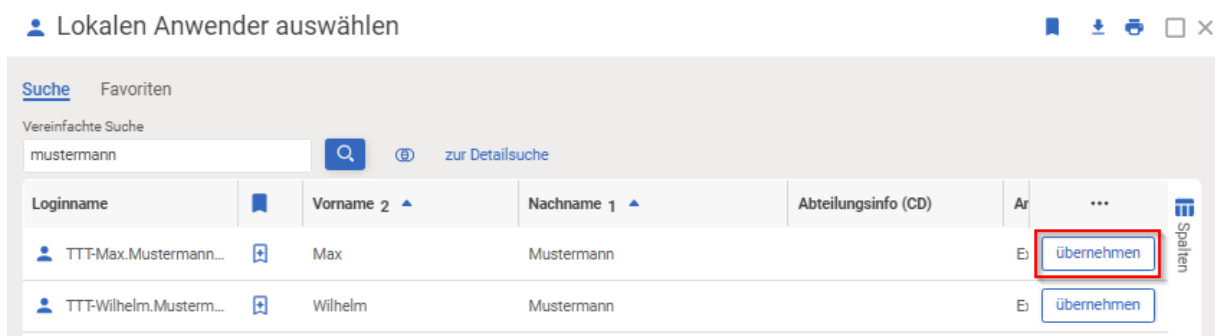 Lokalen Anwender auswählen
Suche Favoriten
Vereinfachte Suche
mustermann zur Detailsuche
Loginname Vorname 2 Nachname 1 Abteilungsinfo (CD) ...
TTT-Max.Mustermann... Max Mustermann übernehmen
TTT-Wilhelm.Musterm... Wilhelm Mustermann übernehmen
Spalten